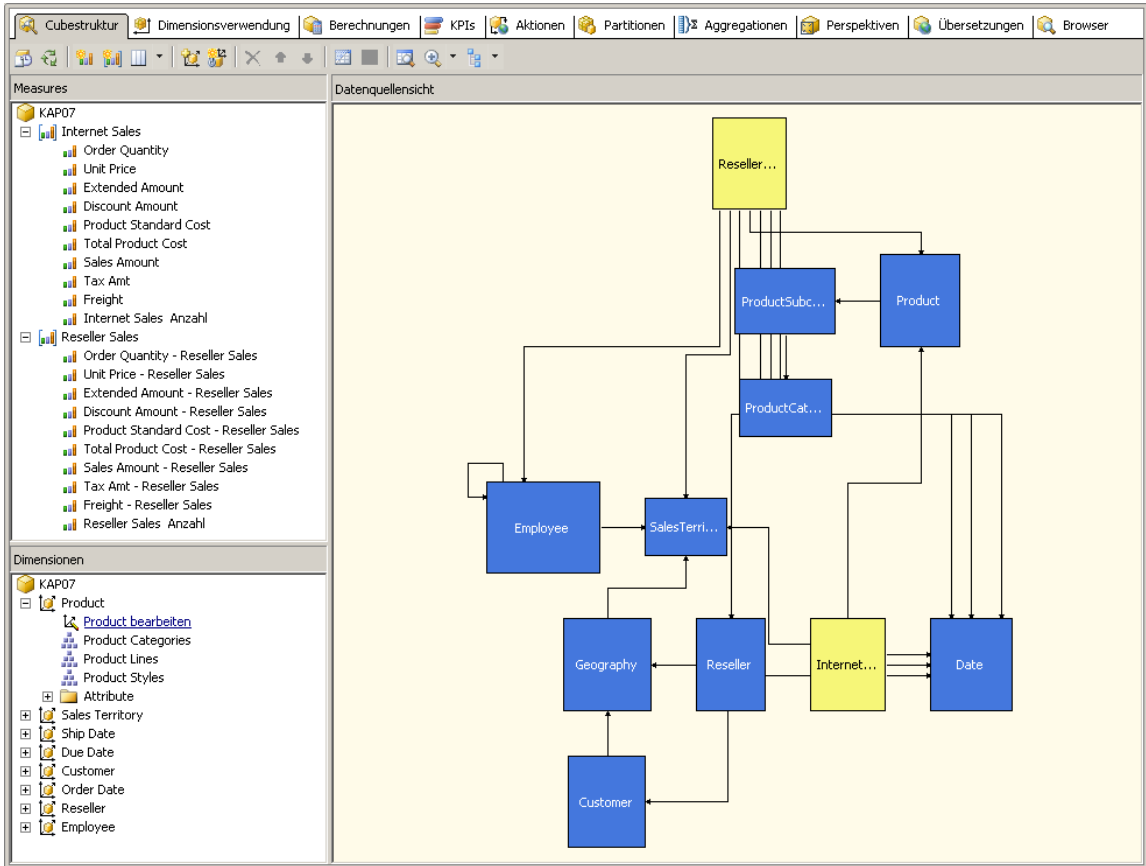 Cubestruktur Dimensionsverwendung Berechnungen KPIs Aktionen Partitionen Aggregationen Perspektiven Übersetzungen Browser
Measures
KAP07
Internet Sales
Order Quantity
Unit Price
Extended Amount
Discount Amount
Product Standard Cost
Total Product Cost
Sales Amount
Tax Amt
Freight
Internet Sales Anzahl
Reseller Sales
Order Quantity - Reseller Sales
Unit Price - Reseller Sales
Extended Amount - Reseller Sales
Discount Amount - Reseller Sales
Product Standard Cost - Reseller Sales
Total Product Cost - Reseller Sales
Sales Amount - Reseller Sales
Tax Amt - Reseller Sales
Freight - Reseller Sales
Reseller Sales Anzahl
Dimensionen
KAP07
Product
Product bearbeiten
Product Categories
Product Lines
Product Styles
Attribute
Sales Territory
Ship Date
Due Date
Customer
Order Date
Reseller
Employee
Datenquellensicht
Reseller...
ProductSubc...
Product
ProductCat...
Employee
SalesTerri...
Geography
Reseller
Internet...
Date
Customer